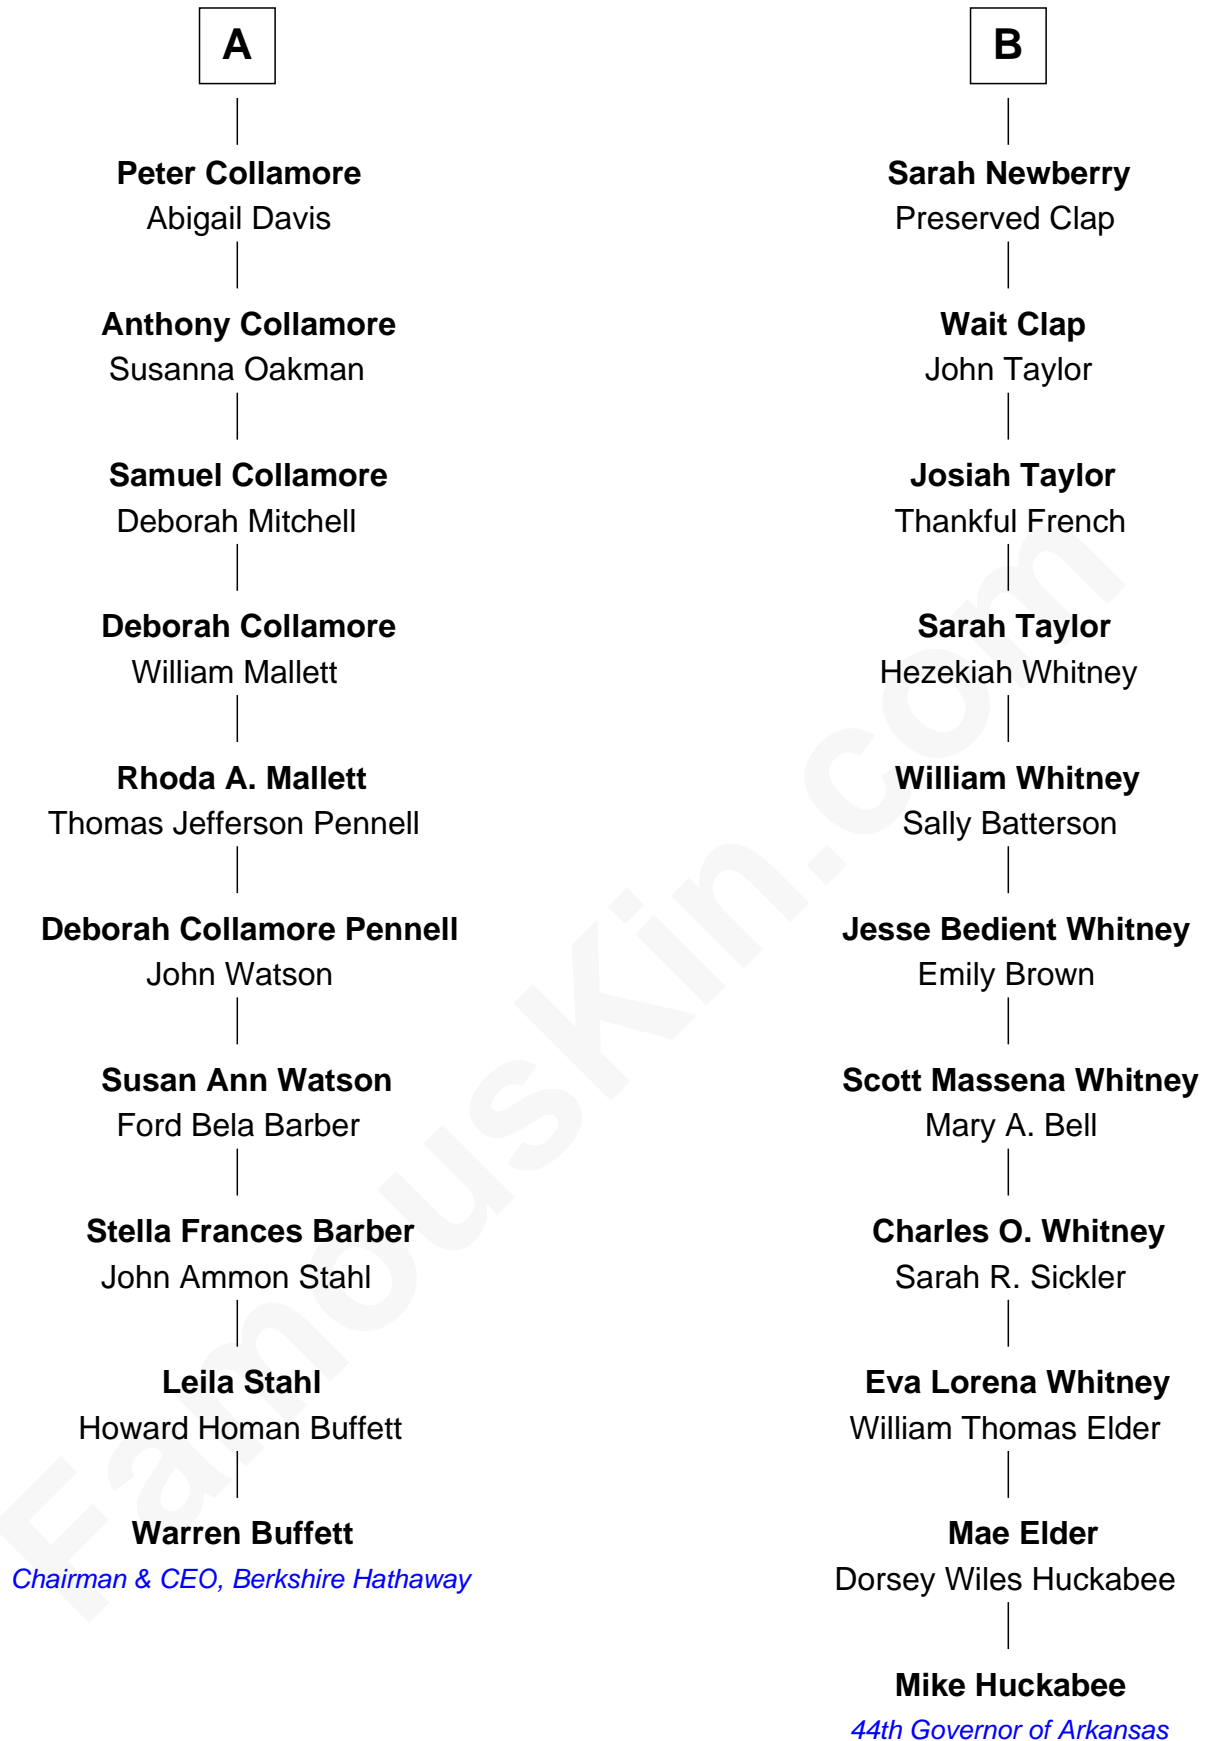 A
Peter Collamore
Abigail Davis
Anthony Collamore
Susanna Oakman
Samuel Collamore
Deborah Mitchell
Deborah Collamore
William Mallett
Rhoda A. Mallett
Thomas Jefferson Pennell
Deborah Collamore Pennell
John Watson
Susan Ann Watson
Ford Bela Barber
Stella Frances Barber
John Ammon Stahl
Leila Stahl
Howard Homan Buffett
Warren Buffett
Chairman & CEO, Berkshire Hathaway
B
Sarah Newberry
Preserved Clap
Wait Clap
John Taylor
Josiah Taylor
Thankful French
Sarah Taylor
Hezekiah Whitney
William Whitney
Sally Batterson
Jesse Bedient Whitney
Emily Brown
Scott Massena Whitney
Mary A. Bell
Charles O. Whitney
Sarah R. Sickler
Eva Lorena Whitney
William Thomas Elder
Mae Elder
Dorsey Wiles Huckabee
Mike Huckabee
44th Governor of Arkansas
FamousKin.com